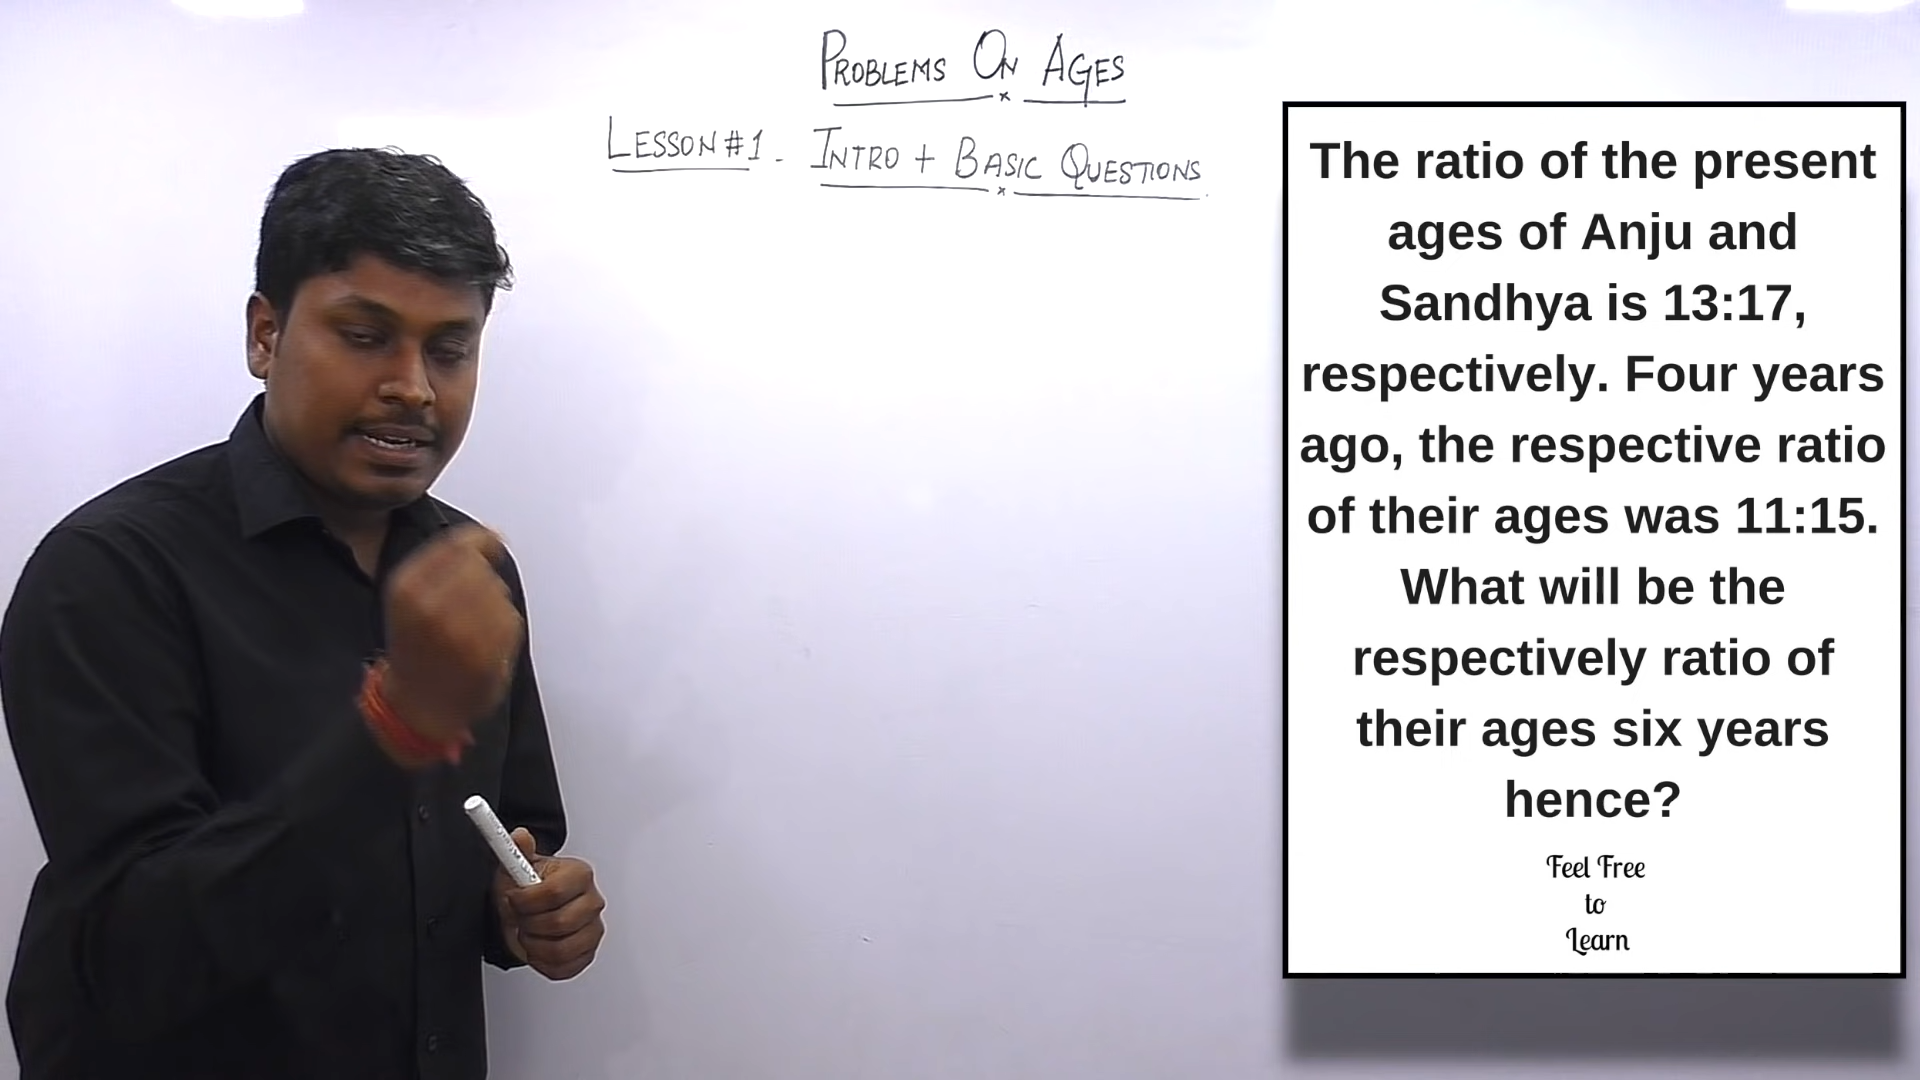 PROBLEMS ON AGES
LESSON #1. INTRO + BASIC QUESTIONS
The ratio of the present
ages of Anju and
Sandhya is 13:17,
respectively. Four years
ago, the respective ratio
of their ages was 11:15.
What will be the
respectively ratio of
their ages six years
hence?
Feel Free
to
Learn